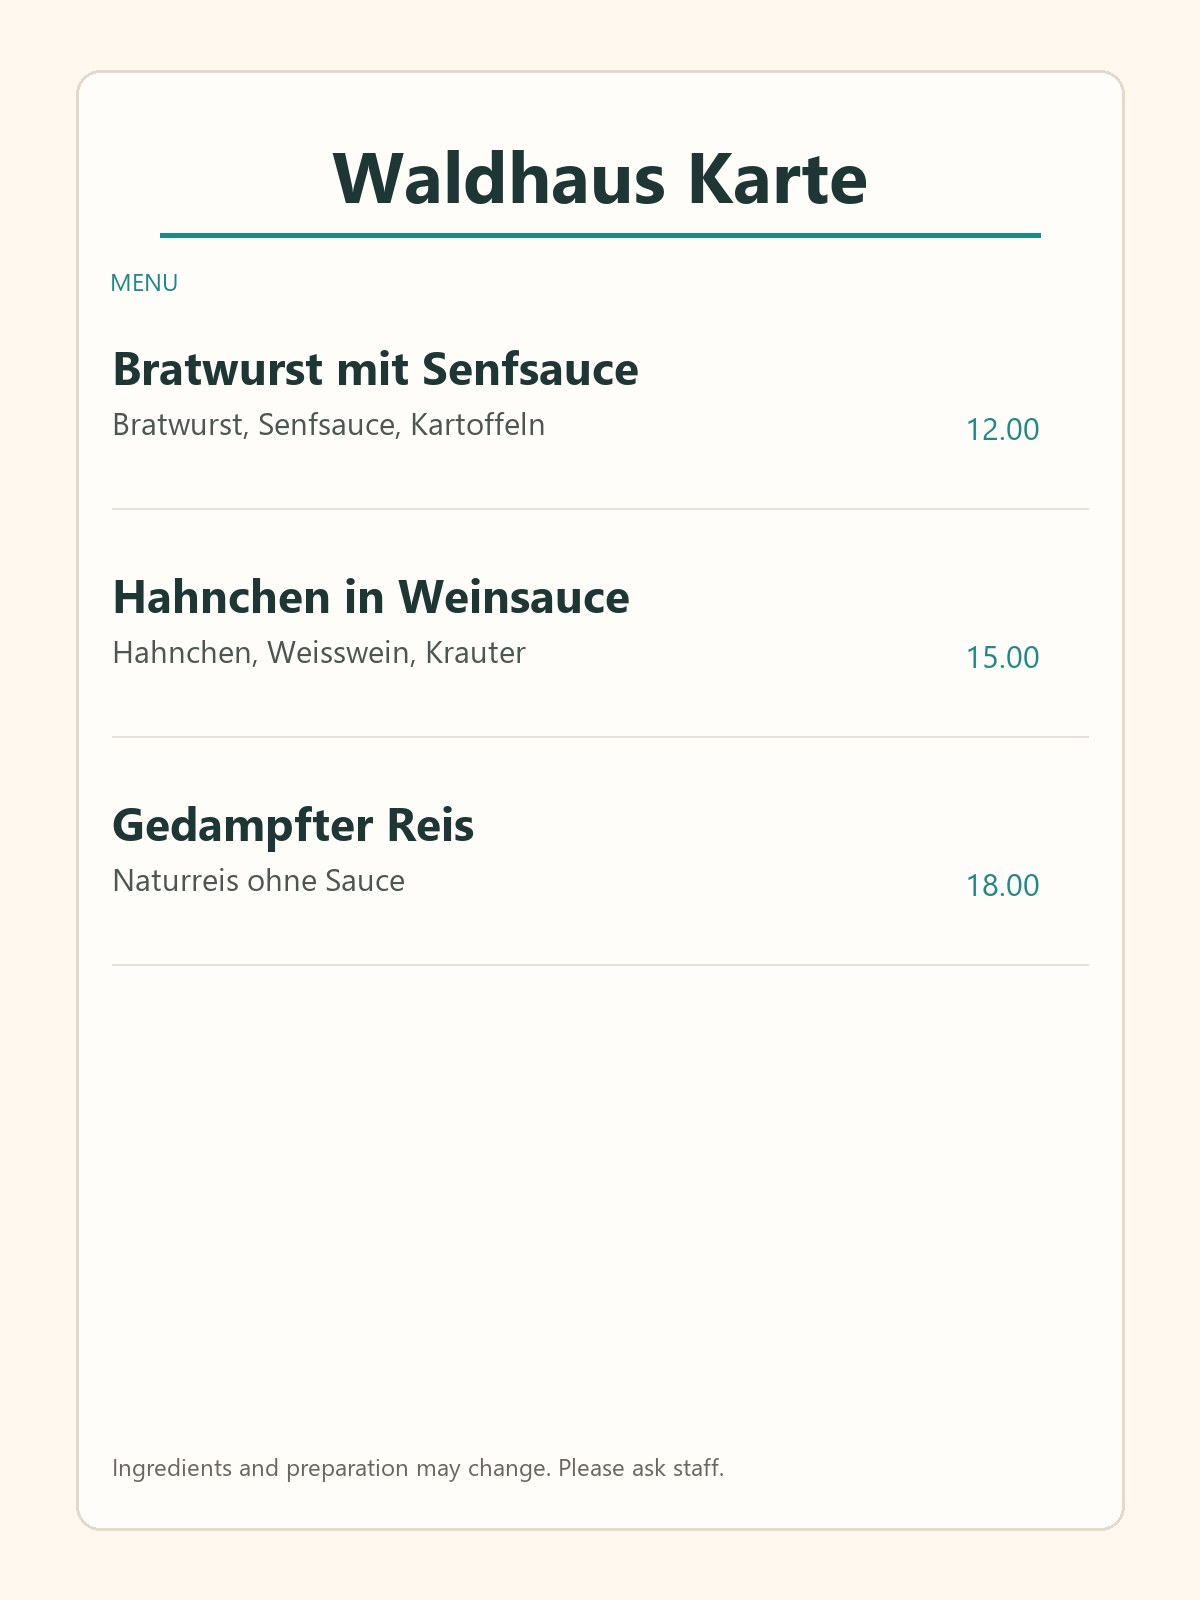 Waldhaus Karte
MENU
Bratwurst mit Senfsauce
Bratwurst, Senfsauce, Kartoffeln
12.00
Hahnchen in Weinsauce
Hahnchen, Weisswein, Krauter
15.00
Gedampfter Reis
Naturreis ohne Sauce
18.00
Ingredients and preparation may change. Please ask staff.